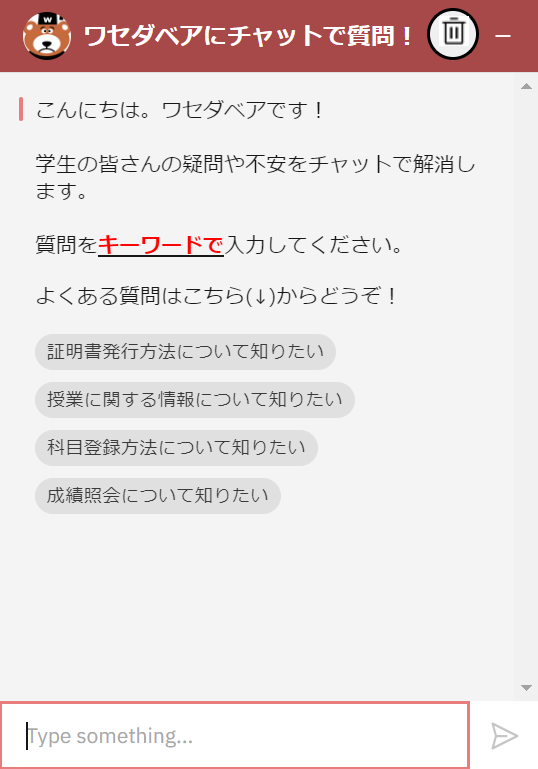 W
ワセダベアにチャットで質問！
こんにちは。ワセダベアです！
学生の皆さんの疑問や不安をチャットで解消し
ます。
質問をキーワードで入力してください。
よくある質問はこちら(↓)からどうぞ！
証明書発行方法について知りたい
授業に関する情報について知りたい
科目登録方法について知りたい
成績照会について知りたい
Type something...